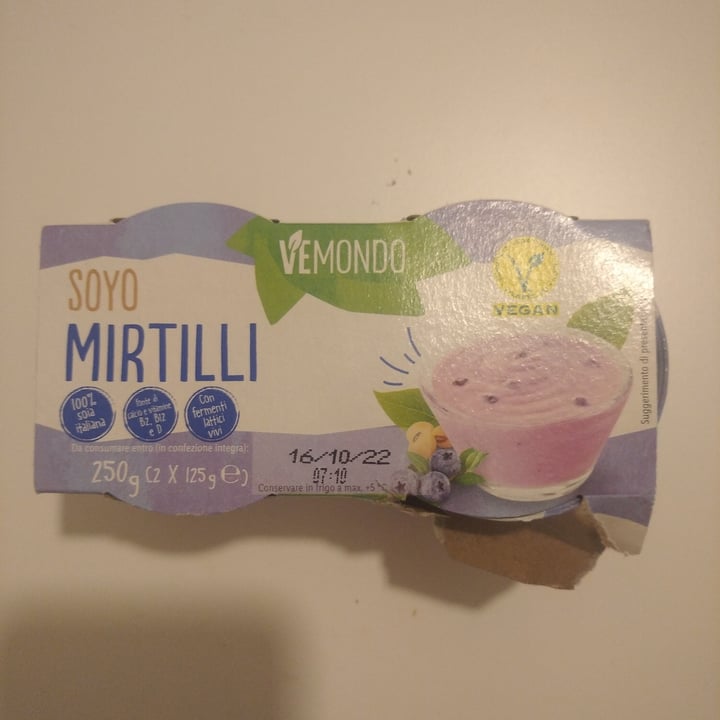 VEMONDO
SOYO
MIRTILLI
VEGAN
100%
soia
italiana
fonte di
calcio e vitamine
B2, B12
e D
Con
fermenti
lattici
vivi
Da consumare entro (in confezione integra):
250g (2 X 125g e)
16/10/22
07:10
Conservare in frigo a max. +5°C
Suggerimento di